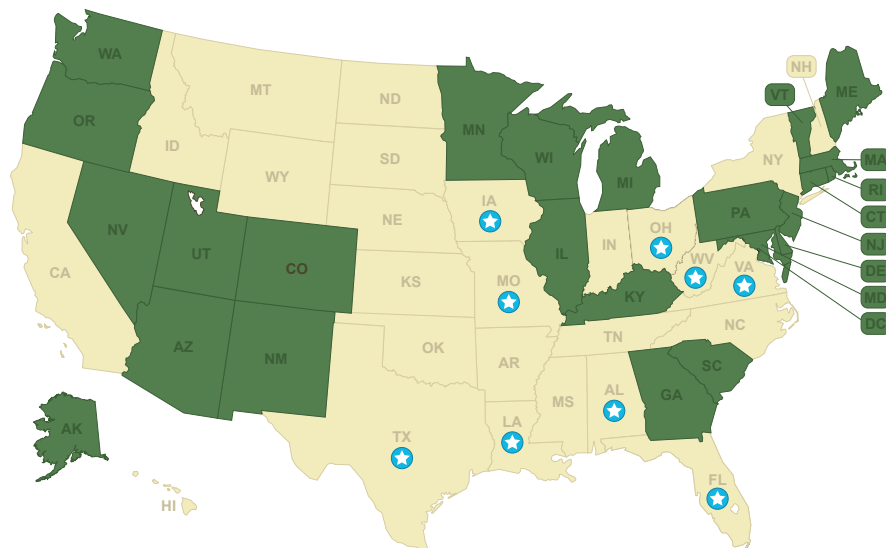 WA
MT
ND
MN
ME
NH
VT
OR
ID
SD
WI
MI
NY
MA
WY
RI
IA
NE
PA
CT
NV
UT
CO
IL
IN
OH
NJ
CA
KS
MO
KY
WV
VA
DE
MD
DC
AZ
NM
OK
AR
TN
NC
SC
MS
AL
GA
TX
LA
AK
HI
FL